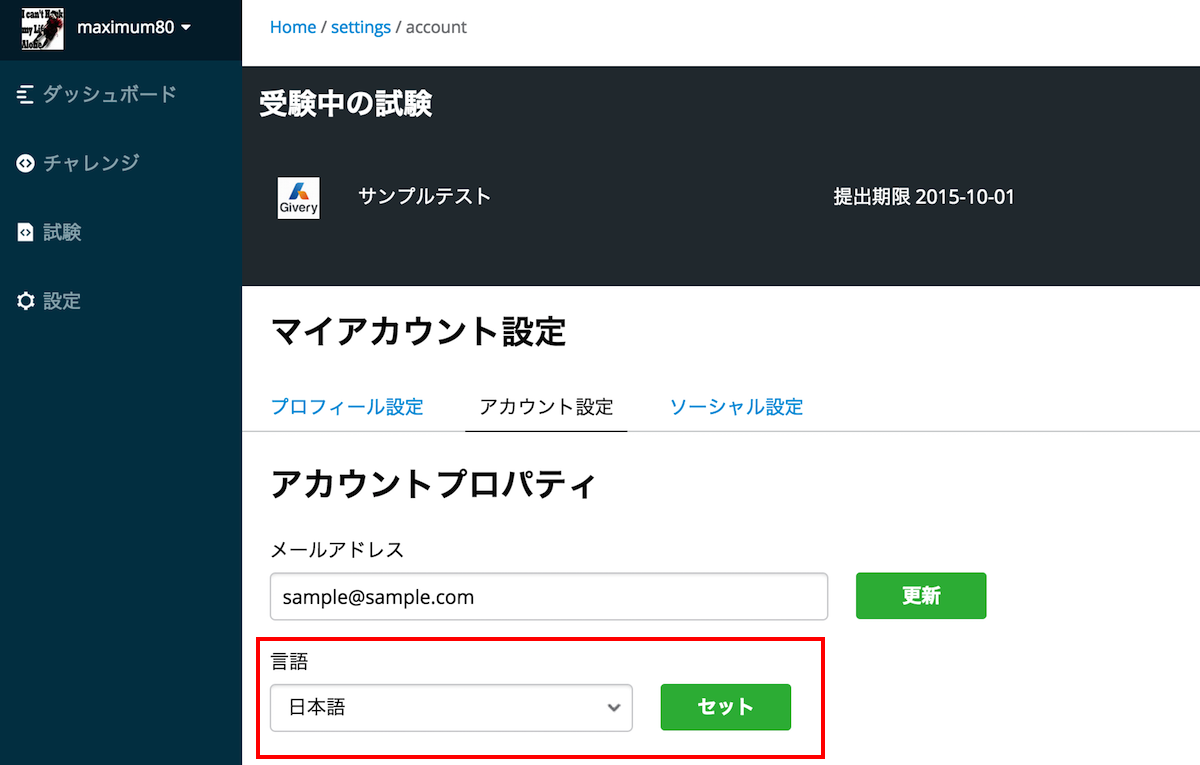 I can't Hack
my Life
Alone
maximum80
ダッシュボード
チャレンジ
試験
設定
Home / settings / account
受験中の試験
Givery
サンプルテスト
提出期限 2015-10-01
マイアカウント設定
プロフィール設定
アカウント設定
ソーシャル設定
アカウントプロパティ
メールアドレス
sample@sample.com
更新
言語
日本語
セット